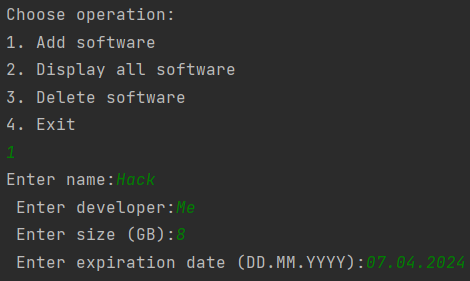 Choose operation:
1. Add software
2. Display all software
3. Delete software
4. Exit
1
Enter name:Hack
Enter developer:Me
Enter size (GB):8
Enter expiration date (DD.MM.YYYY):07.04.2024